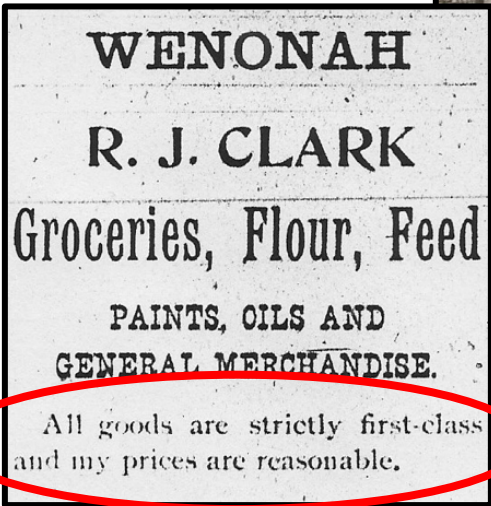 WENONAH
R. J. CLARK
Groceries, Flour, Feed
PAINTS, OILS AND
GENERAL MERCHANDISE.
All goods are strictly first-class
and my prices are reasonable.